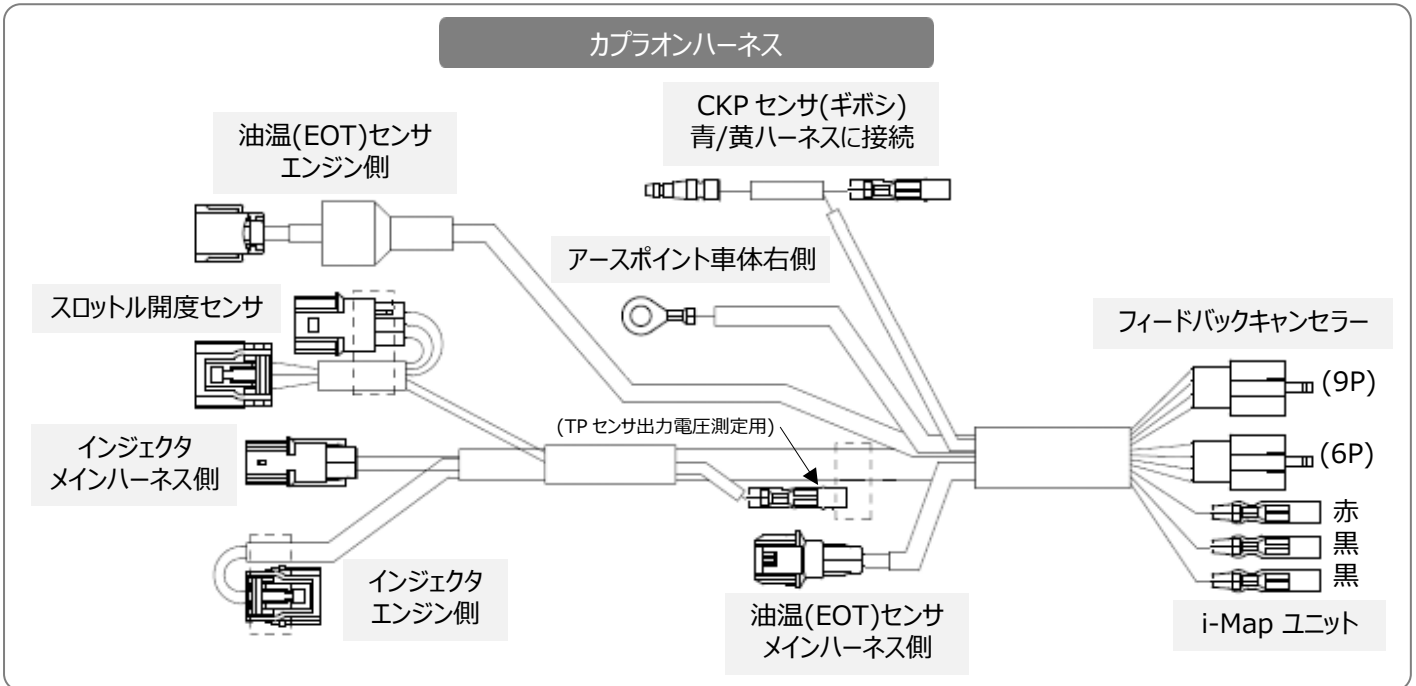 カプラオンハーネス
CKP センサ(ギボシ)
青/黄ハーネスに接続
油温(EOT)センサ
エンジン側
アースポイント車体右側
スロットル開度センサ
フィードバックキャンセラー
(9P)
(TP センサ出力電圧測定用)
インジェクタ
メインハーネス側
(6P)
赤
黒
黒
インジェクタ
エンジン側
油温(EOT)センサ
メインハーネス側
i-Map ユニット